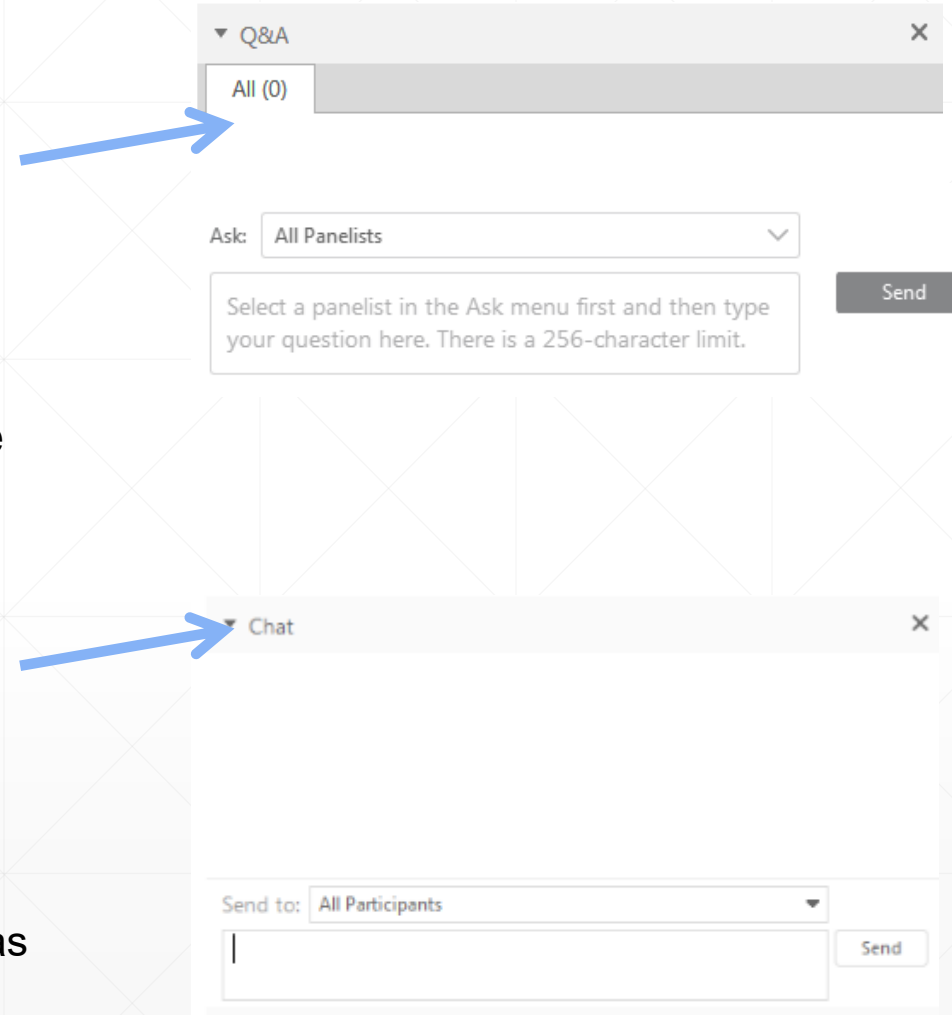 Q&A
All (0)
Ask: All Panelists
Send
Select a panelist in the Ask menu first and then type
your question here. There is a 256-character limit.
e
Chat
Send to: All Participants
as
Send